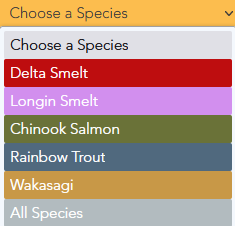 Choose a Species
Choose a Species
Delta Smelt
Longin Smelt
Chinook Salmon
Rainbow Trout
Wakasagi
All Species